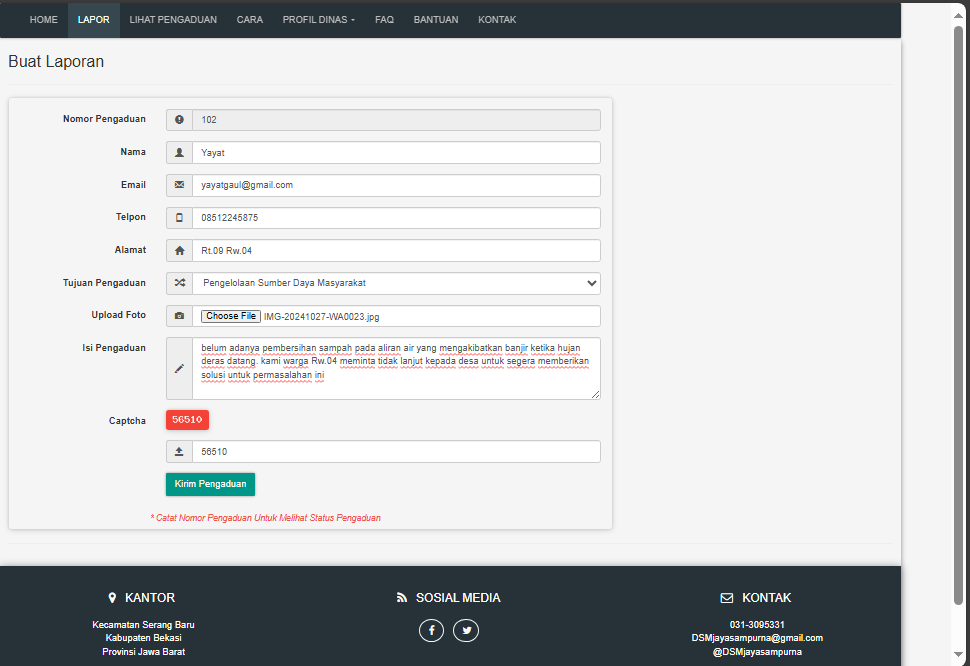 HOME LAPOR LIHAT PENGADUAN CARA PROFIL DINAS FAQ BANTUAN KONTAK
Buat Laporan
Nomor Pengaduan 102
Nama Yayat
Email yayatgaul@gmail.com
Telpon 08512245875
Alamat Rt.09 Rw.04
Tujuan Pengaduan Pengelolaan Sumber Daya Masyarakat
Upload Foto Choose File IMG-20241027-WA0023.jpg
Isi Pengaduan belum adanya pembersihan sampah pada aliran air yang mengakibatkan banjir ketika hujan
deras datang. kami warga Rw.04 meminta tidak lanjut kepada desa untuk segera memberikan
solusi untuk permasalahan ini
Captcha 56510
56510
Kirim Pengaduan
* Catat Nomor Pengaduan Untuk Melihat Status Pengaduan
KANTOR
Kecamatan Serang Baru
Kabupaten Bekasi
Provinsi Jawa Barat
SOSIAL MEDIA
KONTAK
031-3095331
DSMjayasampurna@gmail.com
@DSMjayasampurna